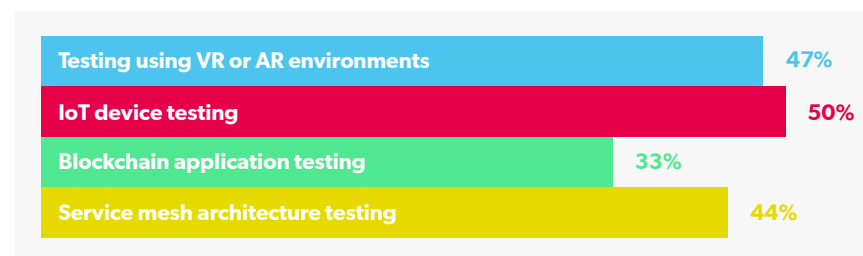 Testing using VR or AR environments 47%
IoT device testing 50%
Blockchain application testing 33%
Service mesh architecture testing 44%